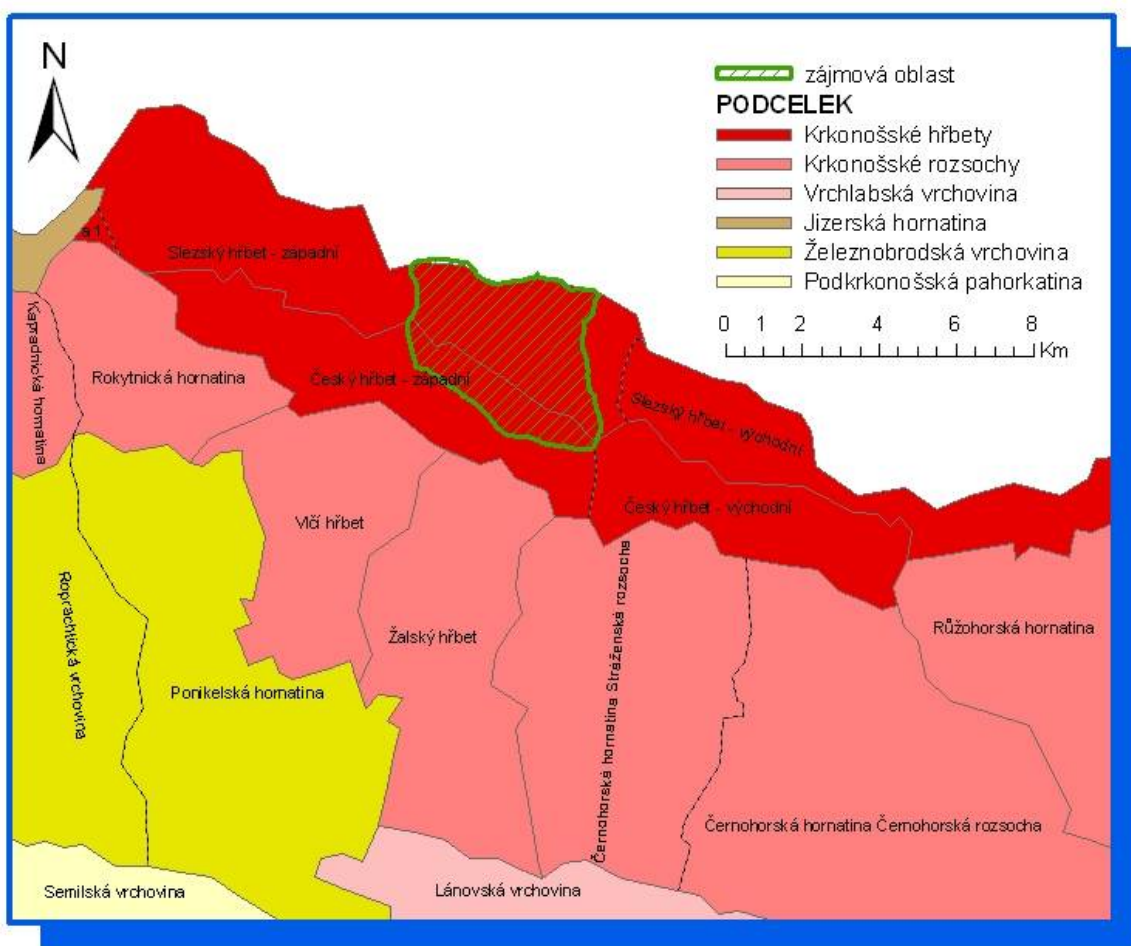 N
zájmová oblast
PODCELEK
Krkonošské hřbety
Krkonošské rozsochy
Vrchlabská vrchovina
Jizerská hornatina
Železnobrodská vrchovina
Podkrkonošská pahorkatina
0 1 2 4 6 8
Km
a 1
Slezský hřbet - západní
Kapradnická hornatina
Rokytnická hornatina
Český hřbet - západní
Slezský hřbet - východní
Český hřbet - východní
Vlčí hřbet
Žalský hřbet
Růžohorská hornatina
Roprachtická vrchovina
Ponikelská hornatina
Černohorská hornatina Stráženská rozsocha
Černohorská hornatina Černohorská rozsocha
Semilská vrchovina
Lánovská vrchovina